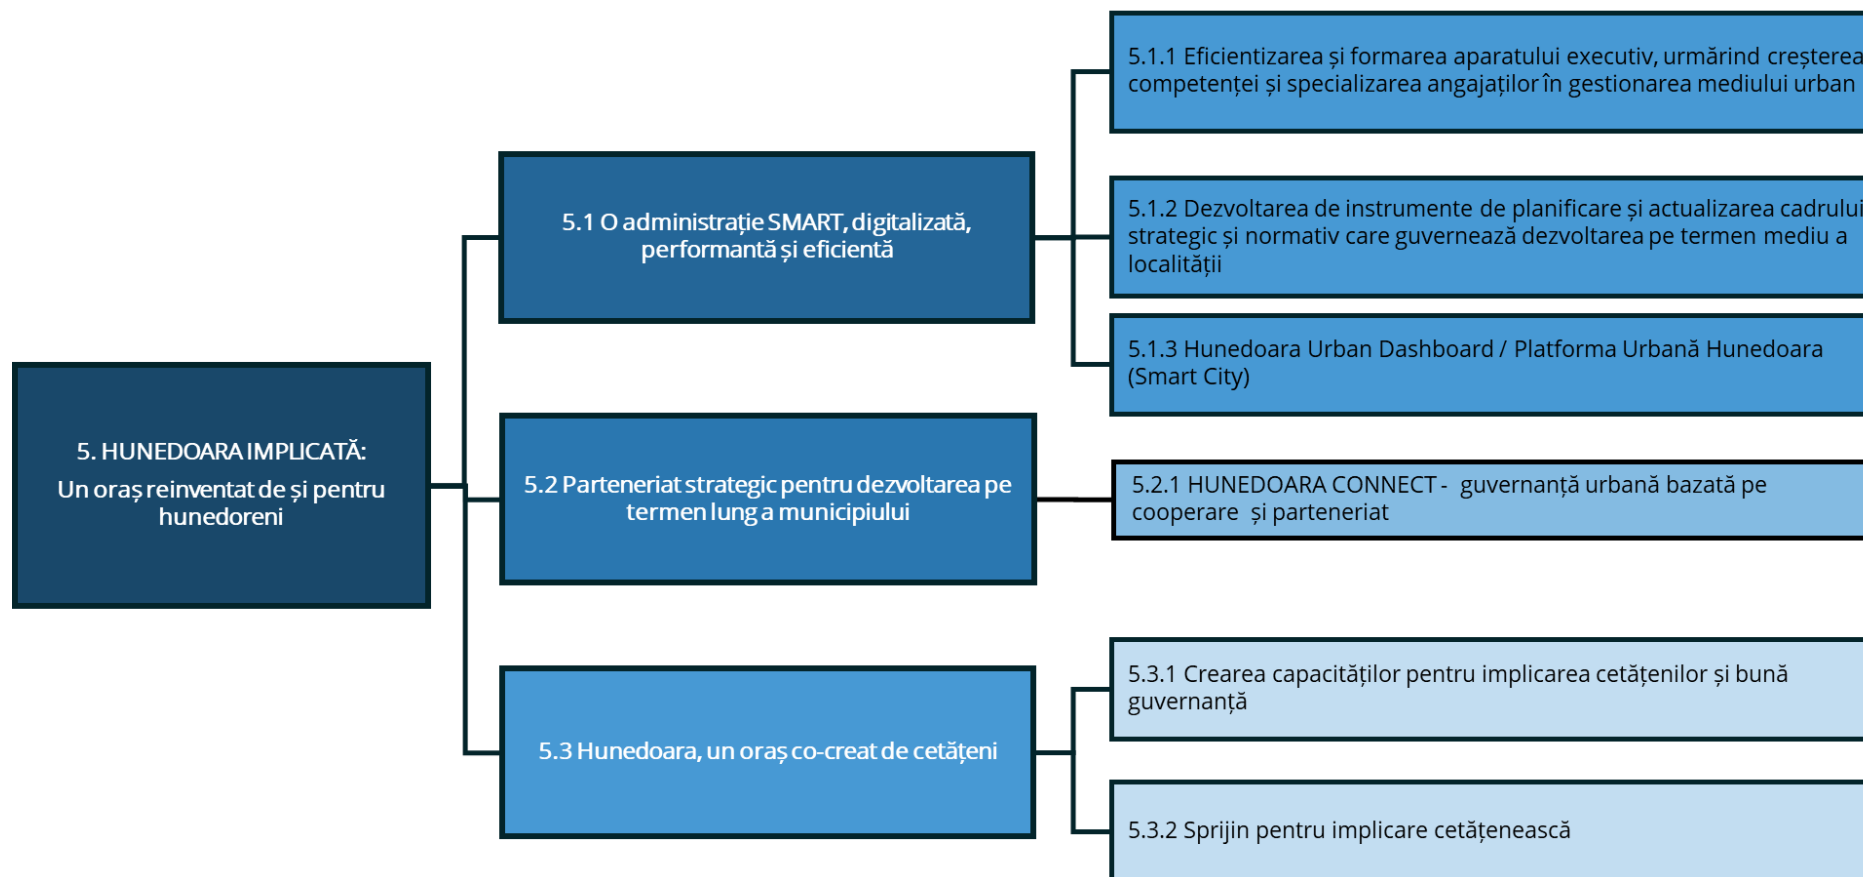 5. HUNEDOARA IMPLICATĂ:
Un oraș reinventat de și pentru
hunedoreni
5.1 O administrație SMART, digitalizată,
performantă și eficientă
5.1.1 Eficientizarea și formarea aparatului executiv, urmărind creșterea
competenței și specializarea angajaților în gestionarea mediului urban
5.1.2 Dezvoltarea de instrumente de planificare și actualizarea cadrului
strategic și normativ care guvernează dezvoltarea pe termen mediu a
localității
5.1.3 Hunedoara Urban Dashboard / Platforma Urbană Hunedoara
(Smart City)
5.2 Parteneriat strategic pentru dezvoltarea pe
termen lung a municipiului
5.2.1 HUNEDOARA CONNECT - guvernanță urbană bazată pe
cooperare și parteneriat
5.3 Hunedoara, un oraș co-creat de cetățeni
5.3.1 Crearea capacităților pentru implicarea cetățenilor și bună
guvernanță
5.3.2 Sprijin pentru implicare cetățenească